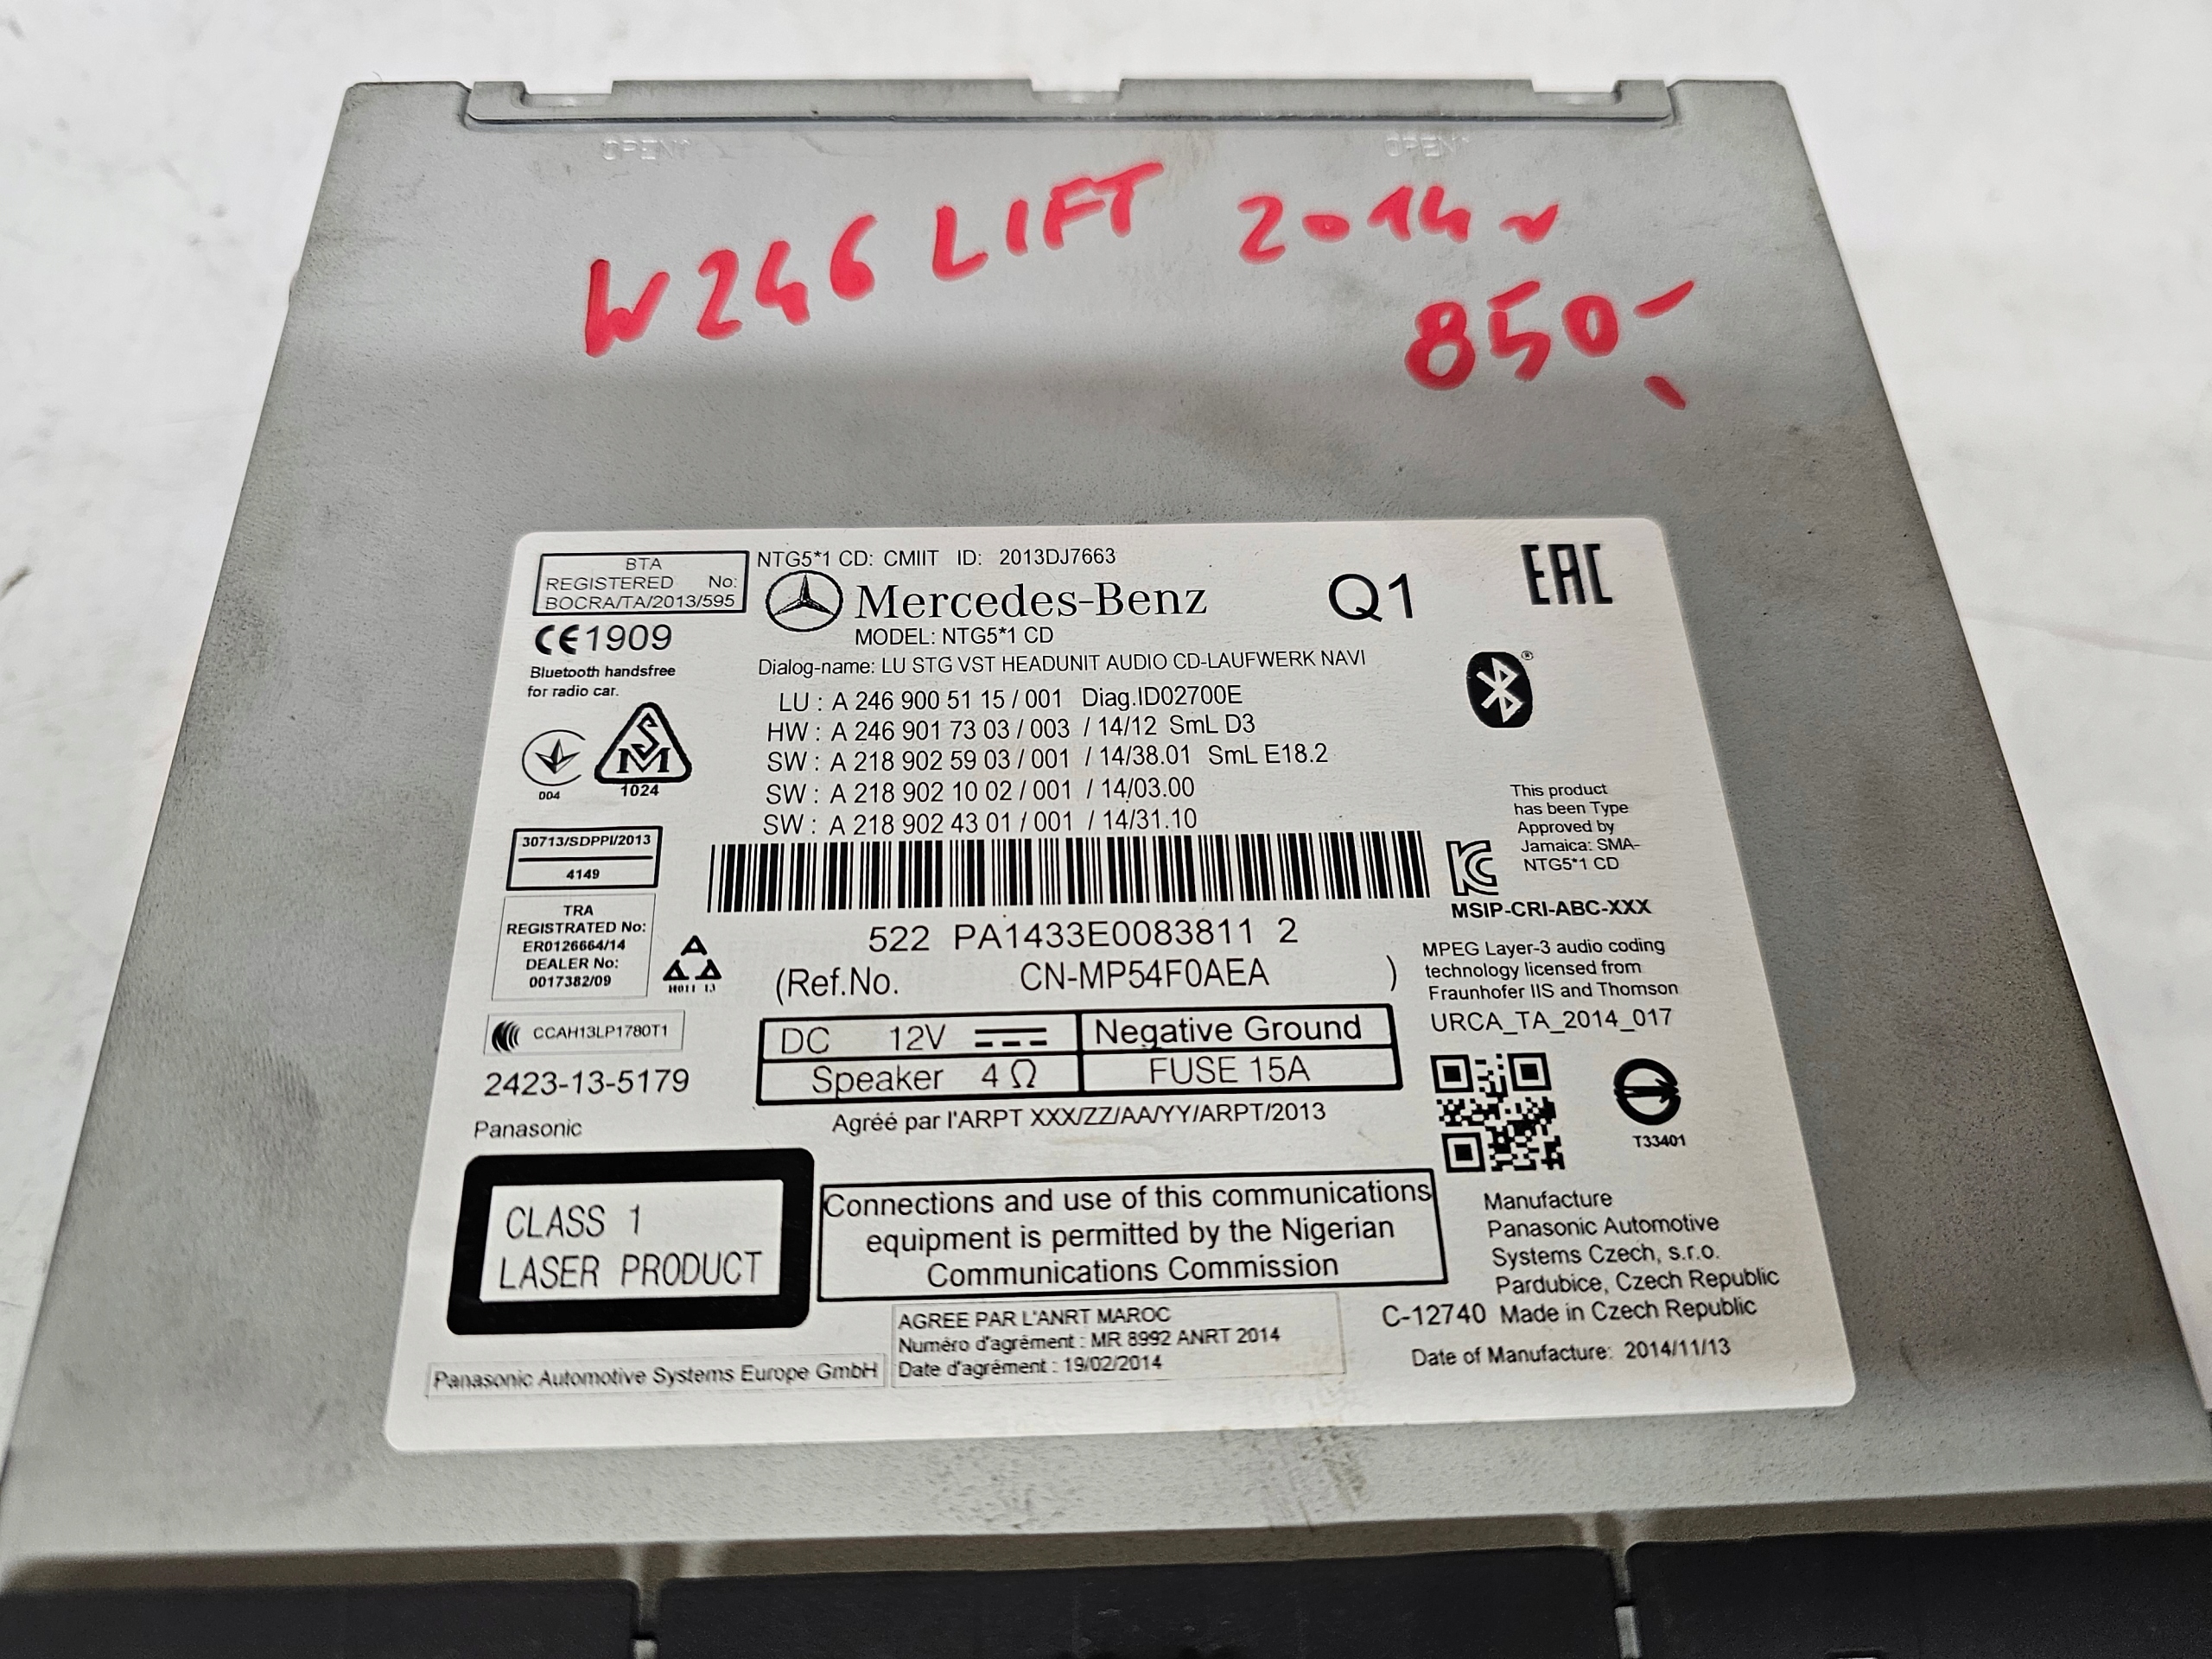 OPEN OPEN
W246 LIFT 2014r
850,-
BTA
REGISTERED No:
BOCRA/TA/2013/595
NTG5*1 CD: CMIIT ID: 2013DJ7663
Mercedes-Benz
Q1
EAC
MODEL: NTG5*1 CD
CE1909
Bluetooth handsfree
for radio car.
Dialog-name: LU STG VST HEADUNIT AUDIO CD-LAUFWERK NAVI
LU : A 246 900 51 15 / 001 Diag.ID02700E
HW : A 246 901 73 03 / 003 / 14/12 SmL D3
SW : A 218 902 59 03 / 001 / 14/38.01 SmL E18.2
SW : A 218 902 10 02 / 001 / 14/03.00
SW : A 218 902 43 01 / 001 / 14/31.10
®
004
SM
1024
30713/SDPPI/2013
4149
This product
has been Type
Approved by
Jamaica: SMA-
NTG5*1 CD
KC
MSIP-CRI-ABC-XXX
TRA
REGISTRATED No:
ER0126664/14
DEALER No:
0017382/09
H011 13
522 PA1433E0083811 2
(Ref.No. CN-MP54F0AEA )
MPEG Layer-3 audio coding
technology licensed from
Fraunhofer IIS and Thomson
URCA_TA_2014_017
CCAH13LP1780T1
2423-13-5179
Panasonic
DC 12V Negative Ground
Speaker 4 Ω FUSE 15A
Agréé par l'ARPT XXX/ZZ/AA/YY/ARPT/2013
T33401
CLASS 1
LASER PRODUCT
Connections and use of this communications
equipment is permitted by the Nigerian
Communications Commission
Manufacture
Panasonic Automotive
Systems Czech, s.r.o.
Pardubice, Czech Republic
C-12740 Made in Czech Republic
Date of Manufacture: 2014/11/13
AGREE PAR L'ANRT MAROC
Numéro d'agrément : MR 8992 ANRT 2014
Date d'agrément : 19/02/2014
Panasonic Automotive Systems Europe GmbH